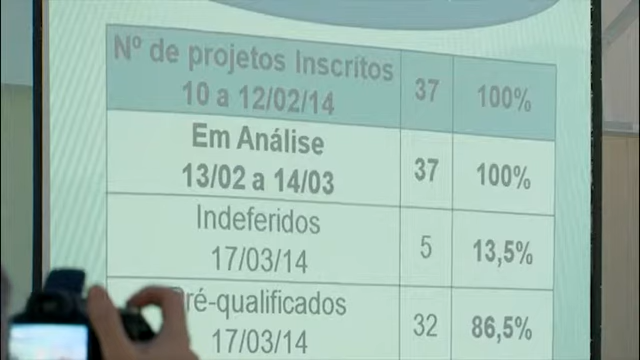 Nº de projetos Inscritos 37 100%
10 a 12/02/14
Em Análise 37 100%
13/02 a 14/03
Indeferidos 5 13,5%
17/03/14
Pré-qualificados 32 86,5%
17/03/14